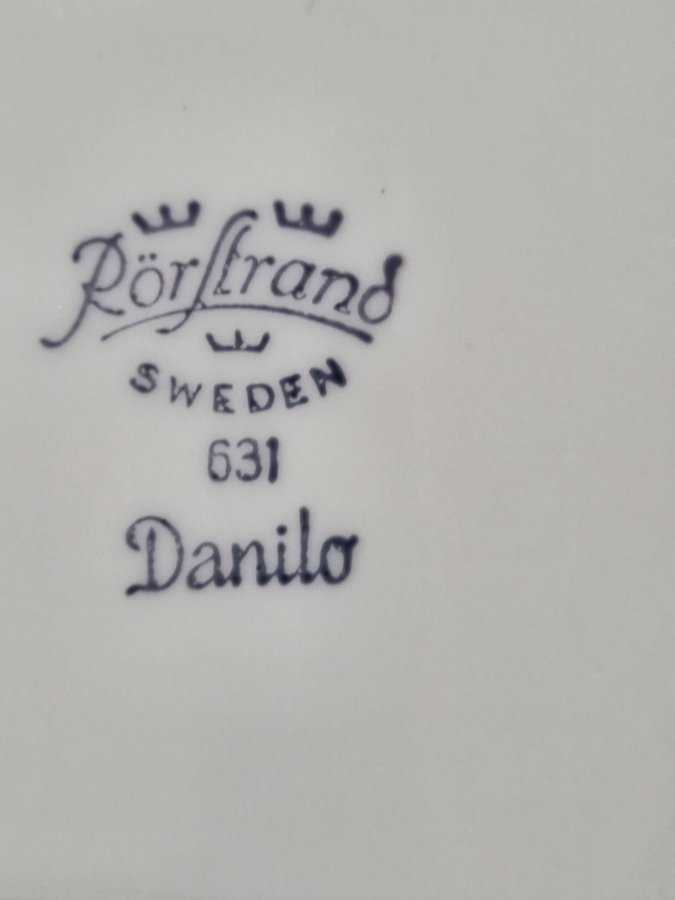 Rörstrand
SWEDEN
631
Danilo